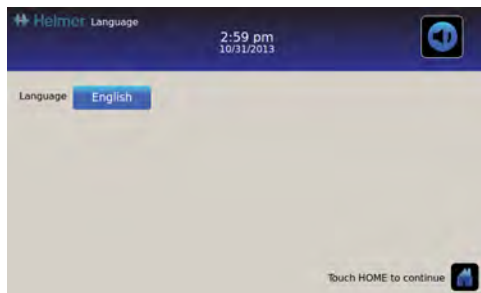 Helmer Language
2:59 pm
10/31/2013
Language English
Touch HOME to continue